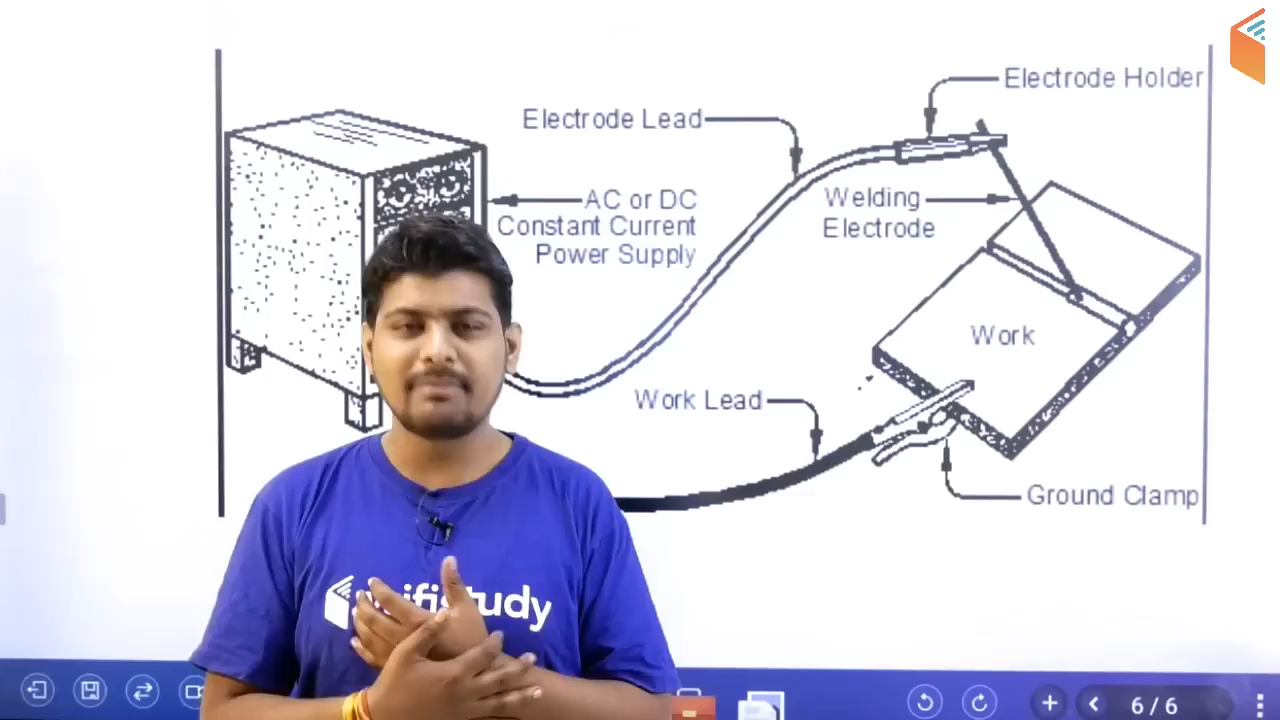 Electrode Holder
Electrode Lead
AC or DC
Constant Current
Power Supply
Welding
Electrode
Work
Work Lead
Ground Clamp
6 / 6